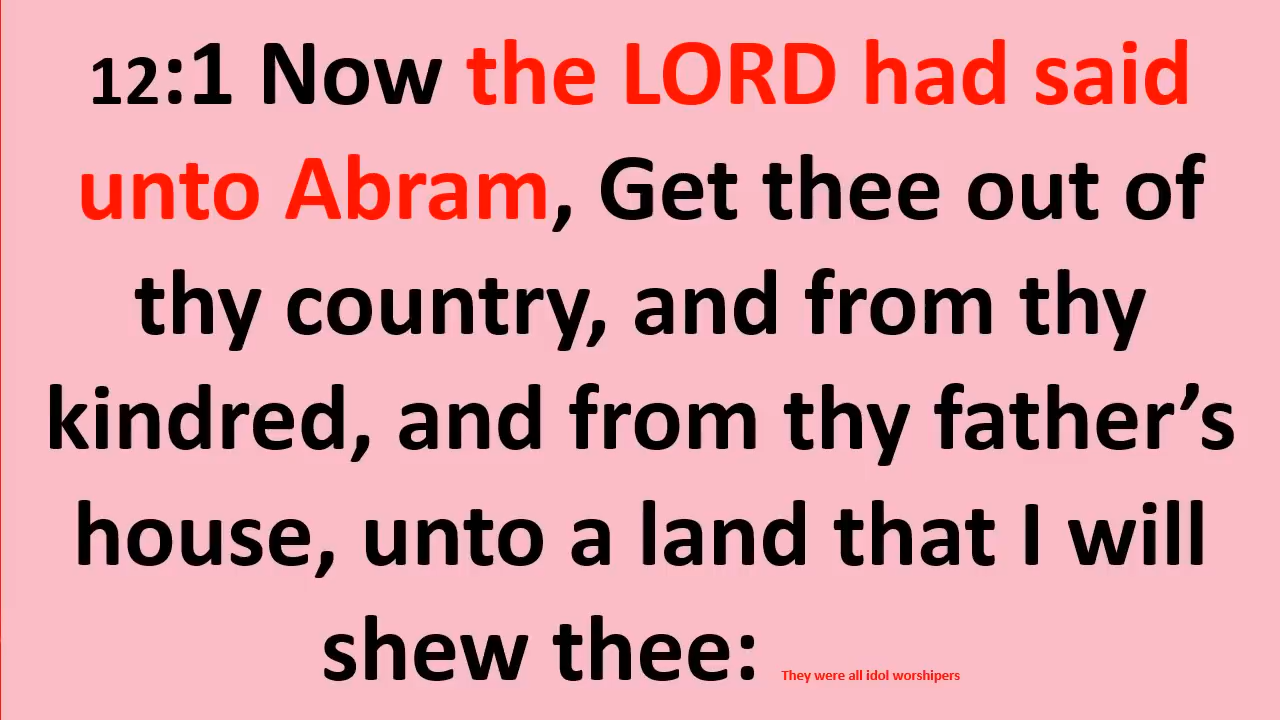 12:1 Now the LORD had said
unto Abram, Get thee out of
thy country, and from thy
kindred, and from thy father’s
house, unto a land that I will
shew thee: They were all idol worshipers